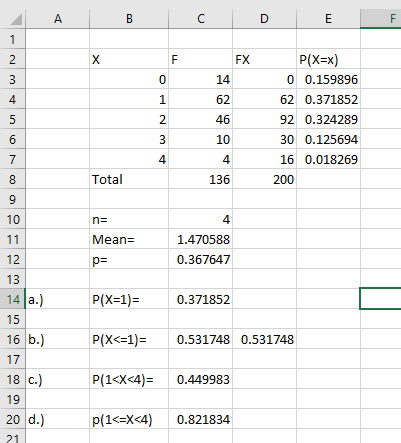 A B C D E F
1
2 X F FX P(X=x)
3 0 14 0 0.159896
4 1 62 62 0.371852
5 2 46 92 0.324289
6 3 10 30 0.125694
7 4 4 16 0.018269
8 Total 136 200
9
10 n= 4
11 Mean= 1.470588
12 p= 0.367647
13
14 a.) P(X=1)= 0.371852
15
16 b.) P(X<=1)= 0.531748 0.531748
17
18 c.) P(1<X<4)= 0.449983
19
20 d.) p(1<=X<4) 0.821834
21